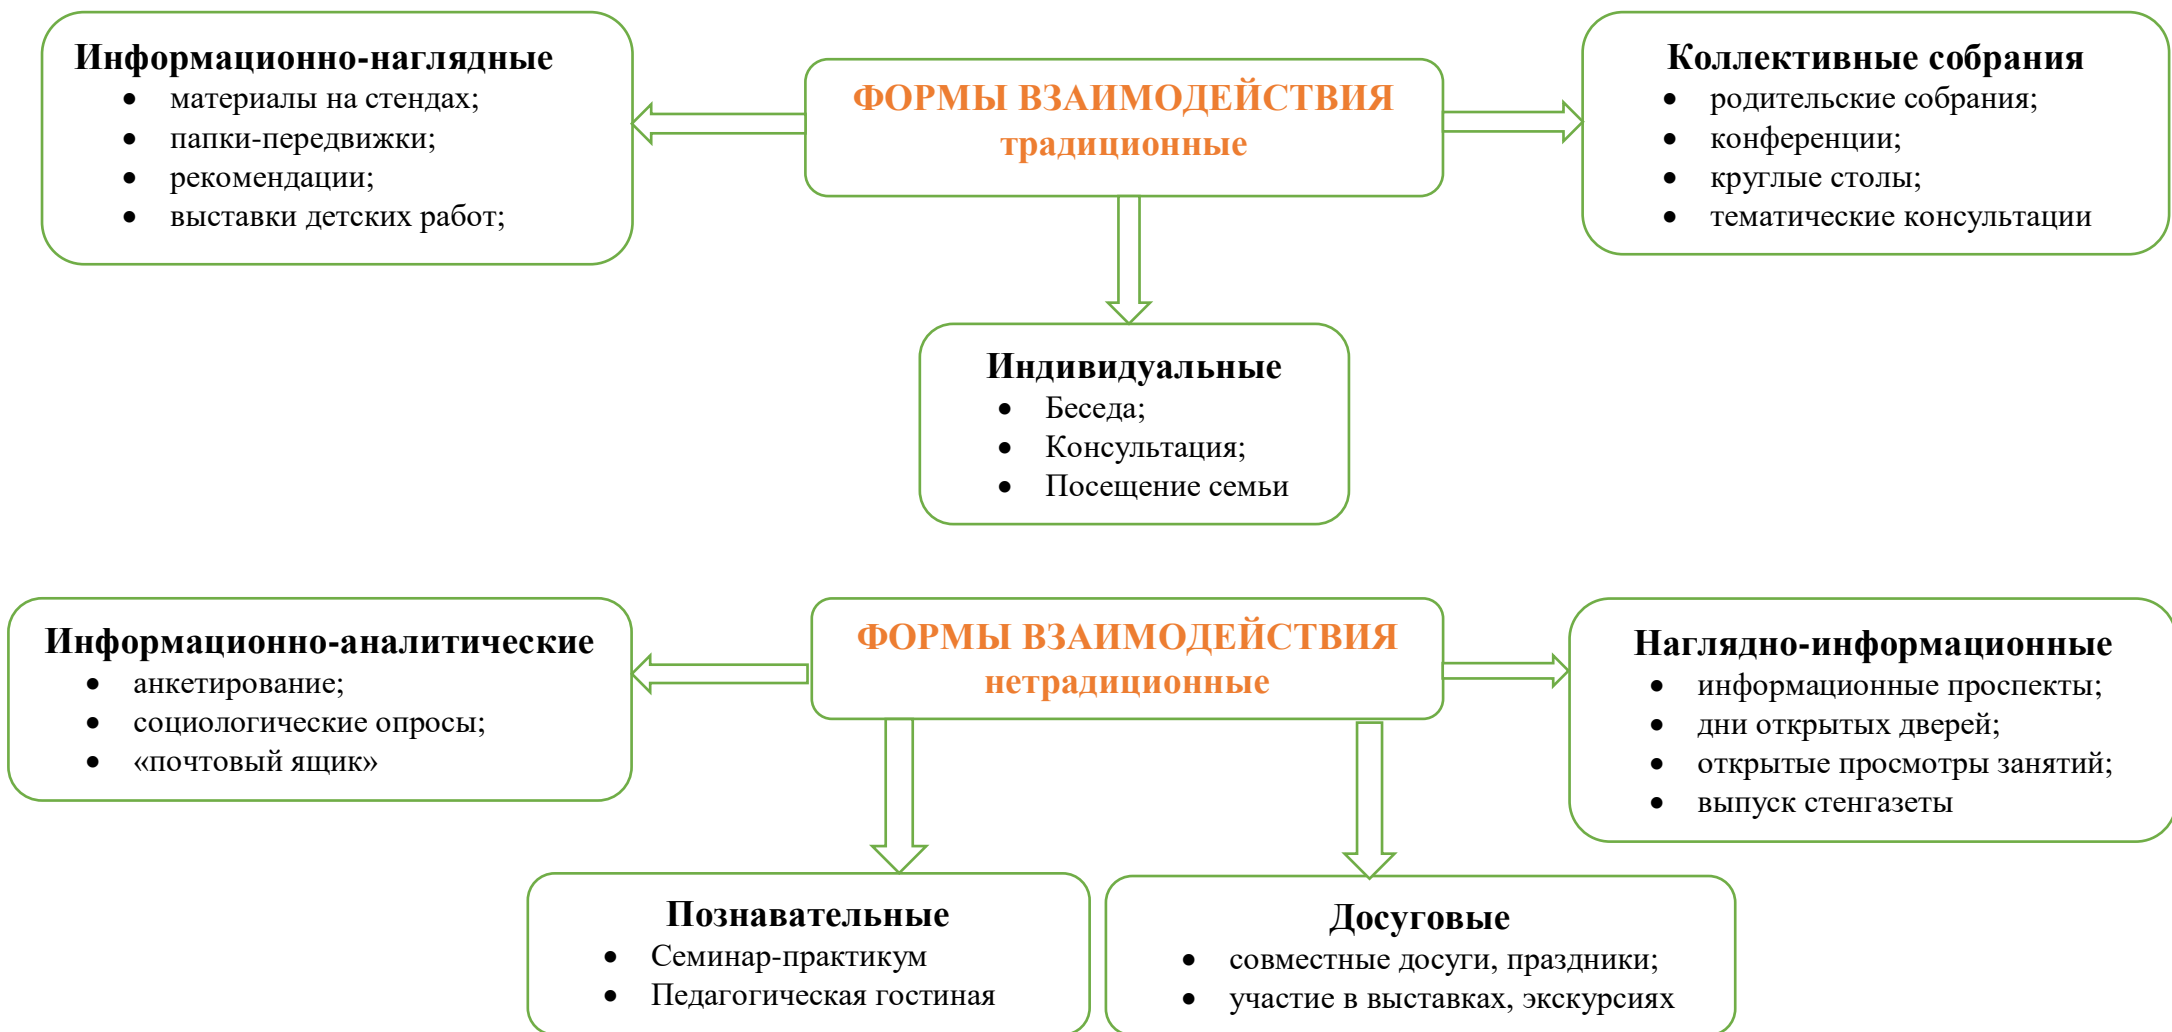 Информационно-наглядные
• материалы на стендах;
• папки-передвижки;
• рекомендации;
• выставки детских работ;
ФОРМЫ ВЗАИМОДЕЙСТВИЯ
традиционные
Коллективные собрания
• родительские собрания;
• конференции;
• круглые столы;
• тематические консультации
Индивидуальные
• Беседа;
• Консультация;
• Посещение семьи
Информационно-аналитические
• анкетирование;
• социологические опросы;
• «почтовый ящик»
ФОРМЫ ВЗАИМОДЕЙСТВИЯ
нетрадиционные
Наглядно-информационные
• информационные проспекты;
• дни открытых дверей;
• открытые просмотры занятий;
• выпуск стенгазеты
Познавательные
• Семинар-практикум
• Педагогическая гостиная
Досуговые
• совместные досуги, праздники;
• участие в выставках, экскурсиях